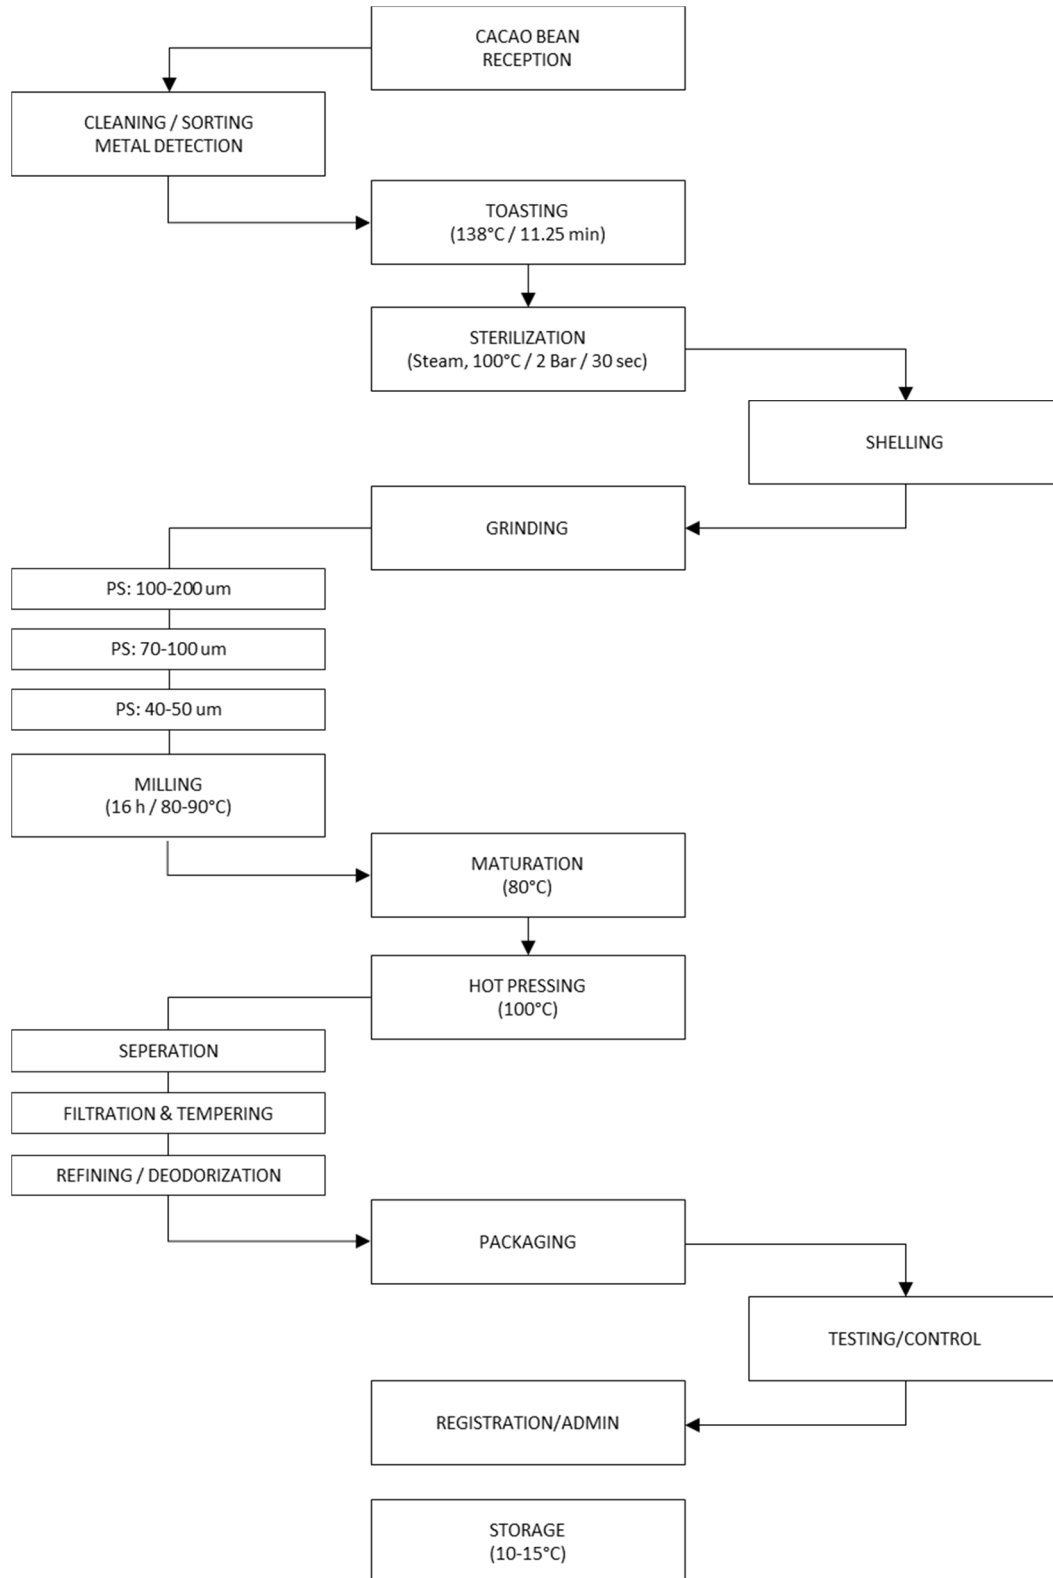 CACAO BEAN
RECEPTION
CLEANING / SORTING
METAL DETECTION
TOASTING
(138°C / 11.25 min)
STERILIZATION
(Steam, 100°C / 2 Bar / 30 sec)
SHELLING
GRINDING
PS: 100-200 um
PS: 70-100 um
PS: 40-50 um
MILLING
(16 h / 80-90°C)
MATURATION
(80°C)
HOT PRESSING
(100°C)
SEPERATION
FILTRATION & TEMPERING
REFINING / DEODORIZATION
PACKAGING
TESTING/CONTROL
REGISTRATION/ADMIN
STORAGE
(10-15°C)